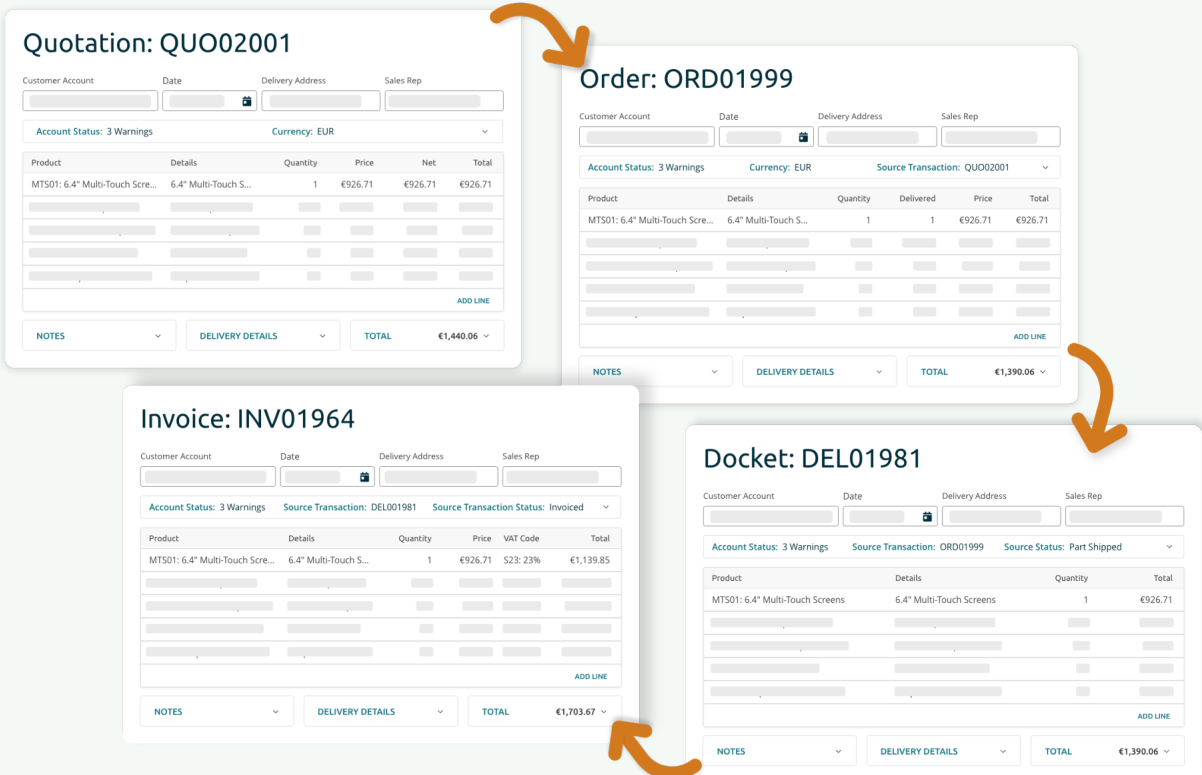 Quotation: QUO02001
Customer Account Date Delivery Address Sales Rep
Account Status: 3 Warnings Currency: EUR
Product Details Quantity Price Net Total
MTS01: 6.4" Multi-Touch Scre... 6.4" Multi-Touch S... 1 €926.71 €926.71 €926.71
ADD LINE
NOTES DELIVERY DETAILS TOTAL €1,440.06
Order: ORD01999
Customer Account Date Delivery Address Sales Rep
Account Status: 3 Warnings Currency: EUR Source Transaction: QUO02001
Product Details Quantity Delivered Price Total
MTS01: 6.4" Multi-Touch Scre... 6.4" Multi-Touch S... 1 1 €926.71 €926.71
ADD LINE
NOTES DELIVERY DETAILS TOTAL €1,390.06
Invoice: INV01964
Customer Account Date Delivery Address Sales Rep
Account Status: 3 Warnings Source Transaction: DEL001981 Source Transaction Status: Invoiced
Product Details Quantity Price VAT Code Total
MTS01: 6.4" Multi-Touch Scre... 6.4" Multi-Touch S... 1 €926.71 S23: 23% €1,139.85
ADD LINE
NOTES DELIVERY DETAILS TOTAL €1,703.67
Docket: DEL01981
Customer Account Date Delivery Address Sales Rep
Account Status: 3 Warnings Source Transaction: ORD01999 Source Status: Part Shipped
Product Details Quantity Total
MTS01: 6.4" Multi-Touch Screens 6.4" Multi-Touch Screens 1 €926.71
ADD LINE
NOTES DELIVERY DETAILS TOTAL €1,390.06